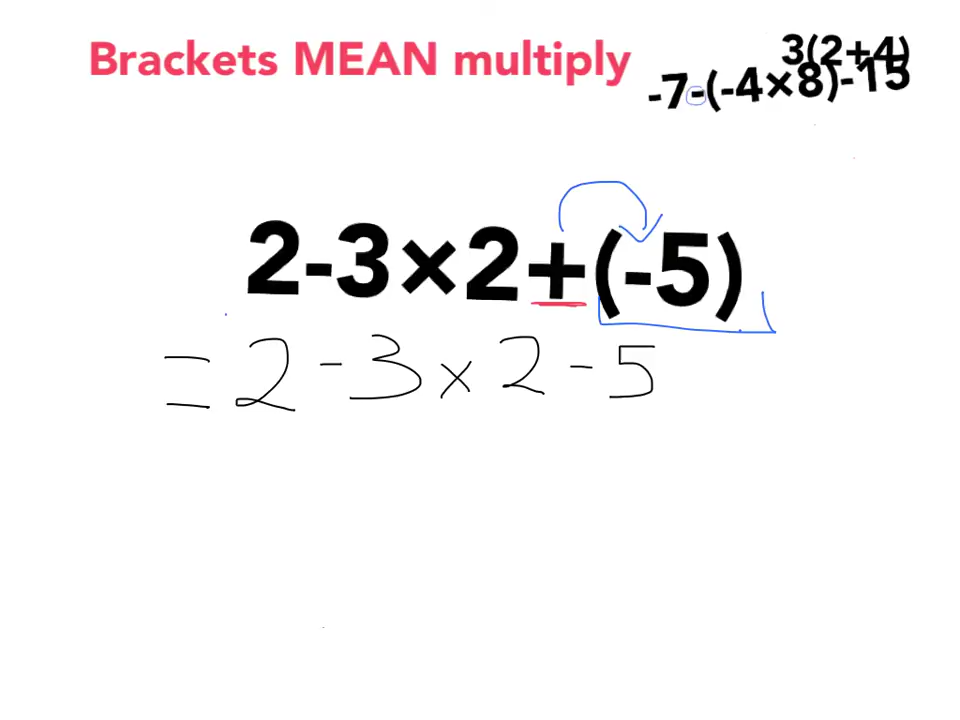 Brackets MEAN multiply
3(2+4)
-7-(-4×8)-15
2-3×2+(-5)
= 2 - 3 × 2 - 5